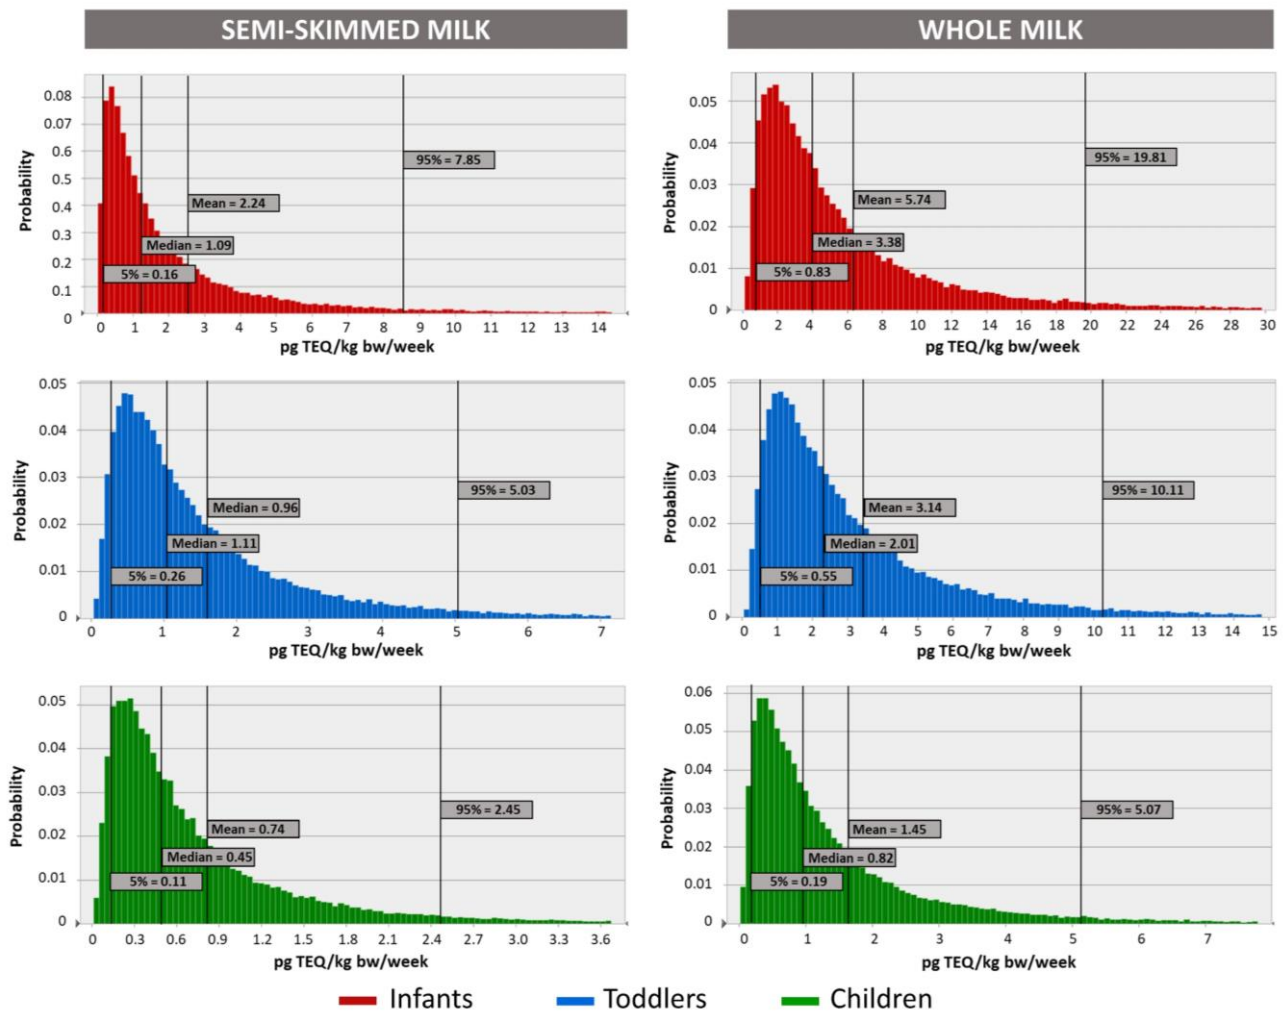 SEMI-SKIMMED MILK
WHOLE MILK
Probability
0.08
0.07
0.6
0.5
0.4
0.3
0.2
0.1
0
95% = 7.85
Mean = 2.24
Median = 1.09
5% = 0.16
0 1 2 3 4 5 6 7 8 9 10 11 12 13 14
pg TEQ/kg bw/week
Probability
0.05
0.04
0.03
0.02
0.01
0
95% = 19.81
Mean = 5.74
Median = 3.38
5% = 0.83
0 2 4 6 8 10 12 14 16 18 20 22 24 26 28 30
pg TEQ/kg bw/week
Probability
0.05
0.04
0.03
0.02
0.01
0
95% = 5.03
Median = 0.96
Median = 1.11
5% = 0.26
0 1 2 3 4 5 6 7
pg TEQ/kg bw/week
Probability
0.05
0.04
0.03
0.02
0.01
0
95% = 10.11
Mean = 3.14
Median = 2.01
5% = 0.55
0 1 2 3 4 5 6 7 8 9 10 11 12 13 14 15
pg TEQ/kg bw/week
Probability
0.05
0.04
0.03
0.02
0.01
0
95% = 2.45
Mean = 0.74
Median = 0.45
5% = 0.11
0 0.3 0.6 0.9 1.2 1.5 1.8 2.1 2.4 2.7 3.0 3.3 3.6
pg TEQ/kg bw/week
Probability
0.06
0.05
0.04
0.03
0.02
0.01
0
95% = 5.07
Mean = 1.45
Median = 0.82
5% = 0.19
0 1 2 3 4 5 6 7
pg TEQ/kg bw/week
Infants Toddlers Children